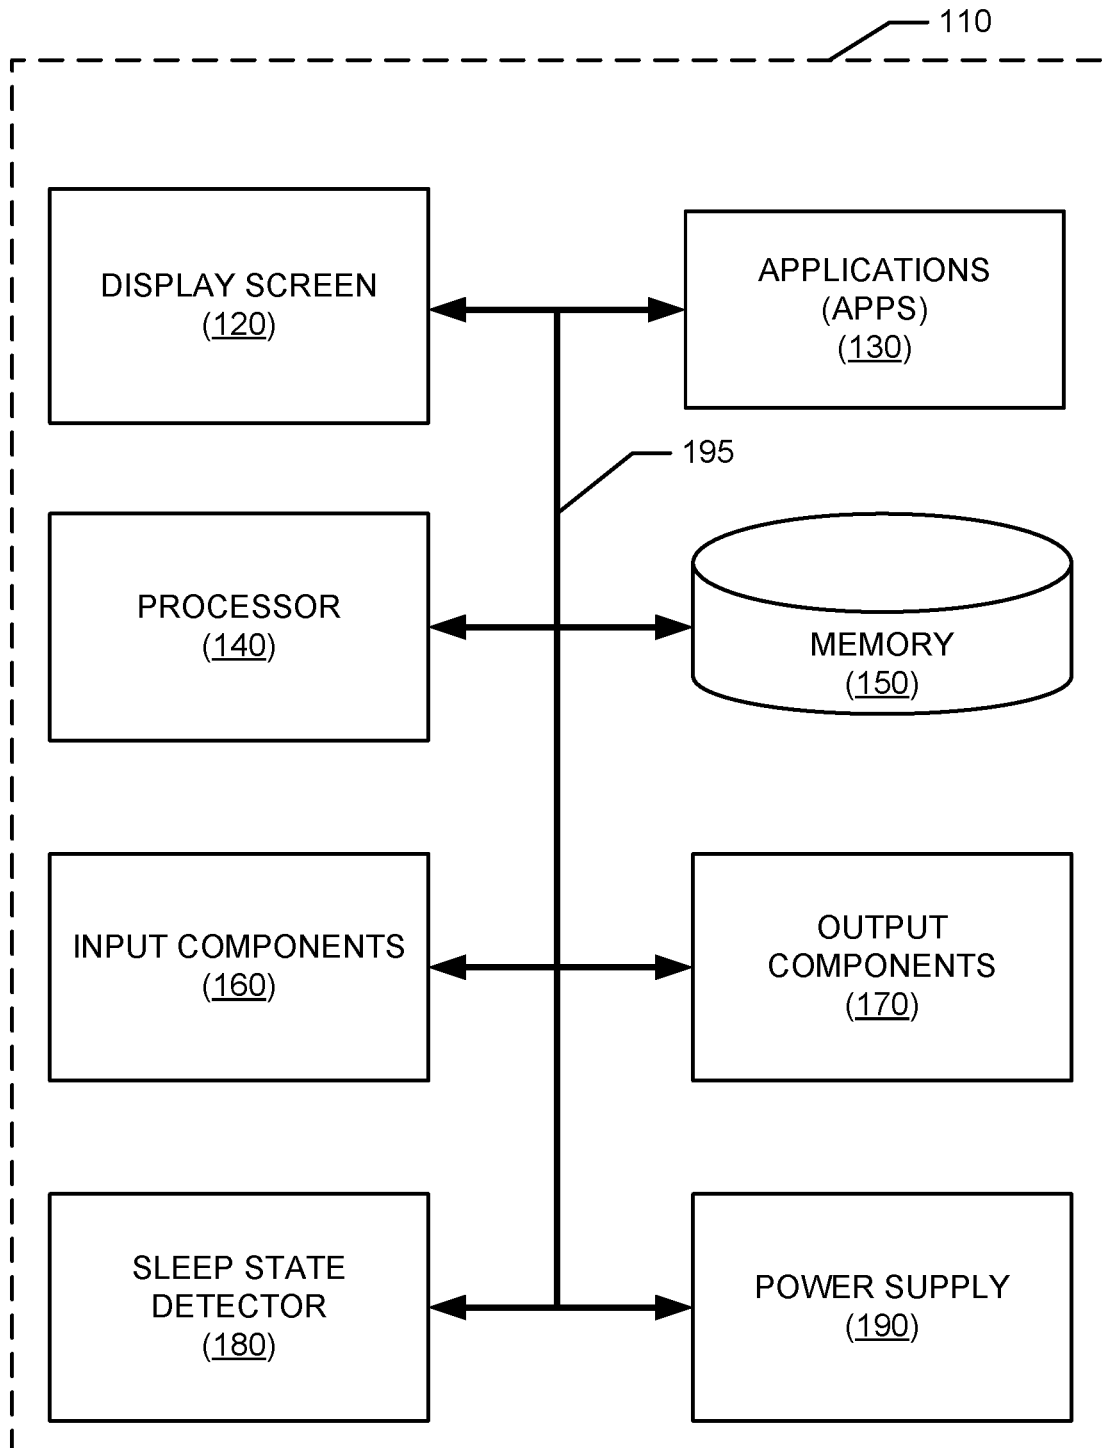 110
DISPLAY SCREEN
(120)
APPLICATIONS
(APPS)
(130)
195
PROCESSOR
(140)
MEMORY
(150)
INPUT COMPONENTS
(160)
OUTPUT
COMPONENTS
(170)
SLEEP STATE
DETECTOR
(180)
POWER SUPPLY
(190)